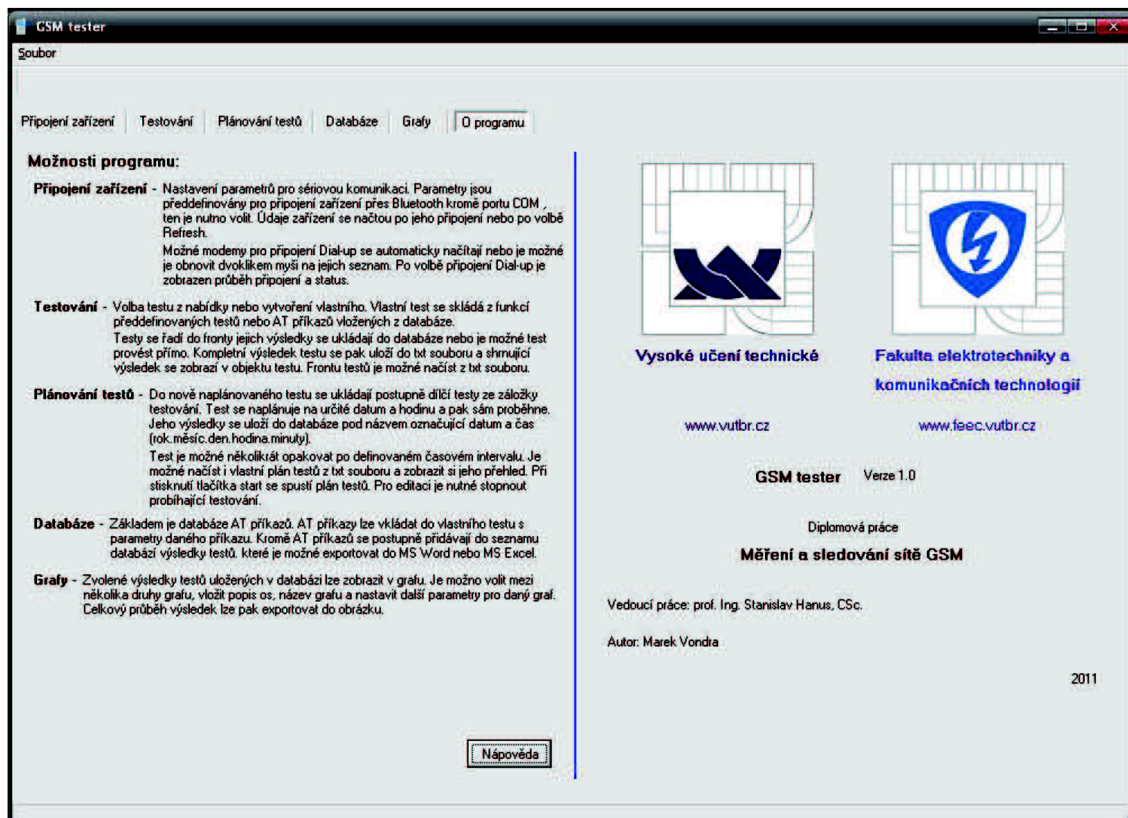 GSM tester
Soubor
Připojení zařízení
Testování
Plánování testů
Databáze
Grafy
O programu
Možnosti programu:
Připojení zařízení - Nastavení parametrů pro sériovou komunikaci. Parametry jsou
předdefinovány pro připojení zařízení přes Bluetooth kromě portu COM ,
ten je nutno volit. Údaje zařízení se načtou po jeho připojení nebo po volbě
Refresh.
Možné modemy pro připojení Dial-up se automaticky načítají nebo je možné
je obnovit dvoklikem myši na jejich seznam. Po volbě připojení Dial-up je
zobrazen průběh připojení a status.
Testování - Volba testu z nabídky nebo vytvoření vlastního. Vlastní test se skládá z funkcí
předdefinovaných testů nebo AT příkazů vložených z databáze.
Testy se řadí do fronty jejich výsledky se ukládají do databáze nebo je možné test
provést přímo. Kompletní výsledek testu se pak uloží do txt souboru a shrnující
výsledek se zobrazí v objektu testu. Frontu testů je možné načíst z txt souboru.
Plánování testů - Do nově naplánovaného testu se ukládají postupně dílčí testy ze záložky
testování. Test se naplánuje na určité datum a hodinu a pak sám proběhne.
Jeho výsledky se uloží do databáze pod názvem označující datum a čas
(rok.měsíc.den.hodina.minuty).
Test je možné několikrát opakovat po definovaném časovém intervalu. Je
možné načíst i vlastní plán testů z txt souboru a zobrazit si jeho přehled. Při
stisknutí tlačítka start se spustí plán testů. Pro editaci je nutné stopnout
probíhající testování.
Databáze - Základem je databáze AT příkazů. AT příkazy lze vkládat do vlastního testu s
parametry daného příkazu. Kromě AT příkazů se postupně přidávají do seznamu
databází výsledky testů. které je možné exportovat do MS Word nebo MS Excel.
Grafy - Zvolené výsledky testů uložených v databázi lze zobrazit v grafu. Je možno volit mezi
několika druhy grafu, vložit popis os, název grafu a nastavit další parametry pro daný graf.
Celkový průběh výsledek lze pak exportovat do obrázku.
Nápověda
Vysoké učení technické
www.vutbr.cz
Fakulta elektrotechniky a
komunikačních technologií
www.feec.vutbr.cz
GSM tester Verze 1.0
Diplomová práce
Měření a sledování sítě GSM
Vedoucí práce: prof. Ing. Stanislav Hanus, CSc.
Autor: Marek Vondra
2011